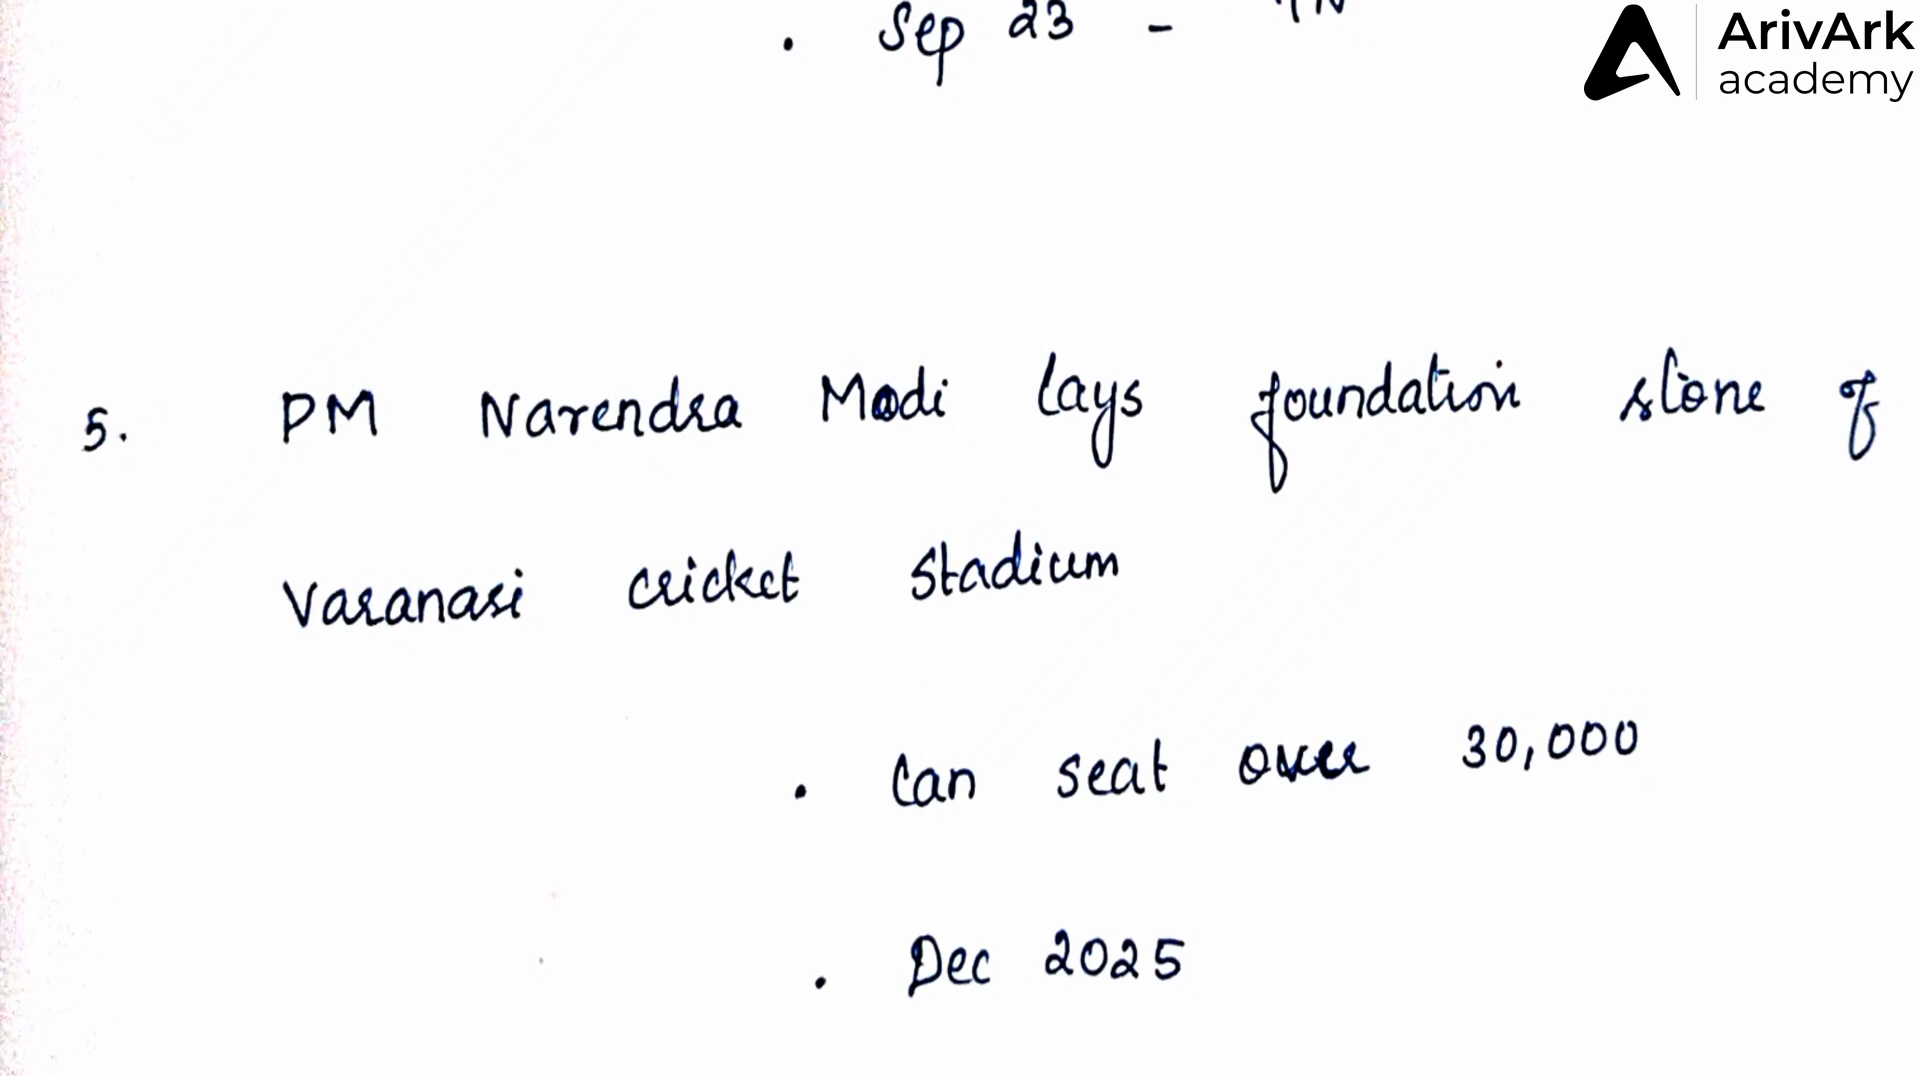 • Sep 23 -
ArivArk
academy
5. PM Narendra Modi lays foundation stone of
Varanasi cricket stadium
• Can seat over 30,000
• Dec 2025